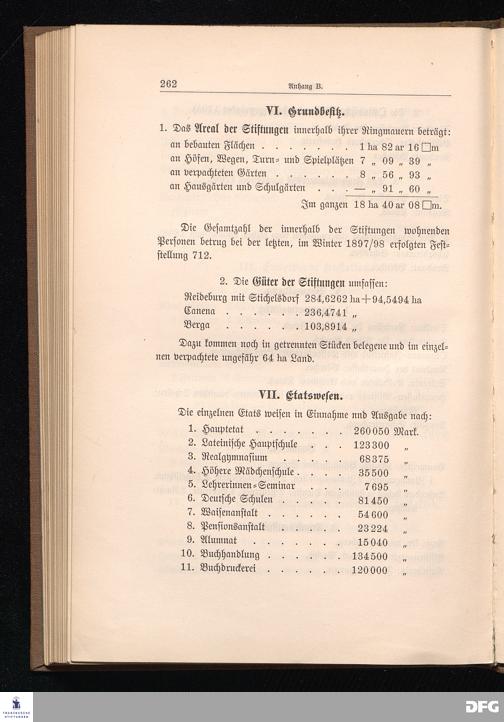 262 Anhang B.
VI. Grundbesitz.
1. Das Areal der Stiftungen innerhalb ihrer Ringmauern beträgt:
an bebauten Flächen . . . . . . . 1 ha 82 ar 16 □m
an Höfen, Wegen, Turn- und Spielplätzen 7 „ 09 „ 39 „
an verpachteten Gärten . . . . . . 8 „ 56 „ 93 „
an Hausgärten und Schulgärten . . . — „ 91 „ 60 „
Im ganzen 18 ha 40 ar 08 □m.
Die Gesamtzahl der innerhalb der Stiftungen wohnenden
Personen betrug bei der letzten, im Winter 1897/98 erfolgten Fest-
stellung 712.
2. Die Güter der Stiftungen umfassen:
Reideburg mit Stichelsdorf 284,6262 ha + 94,5494 ha
Canena . . . . . . 236,4741 „
Berga . . . . . . 103,8914 „
Dazu kommen noch in getrennten Stücken belegene und im einzel-
nen verpachtete ungefähr 64 ha Land.
VII. Etatswesen.
Die einzelnen Etats weisen in Einnahme und Ausgabe nach:
1. Hauptetat . . . . . . . 260050 Mark.
2. Lateinische Hauptschule . . . 123300 „
3. Realgymnasium . . . . . 68375 „
4. Höhere Mädchenschule . . . . 35500 „
5. Lehrerinnen-Seminar . . . 7695 „
6. Deutsche Schulen . . . . . 81450 „
7. Waisenanstalt . . . . . . 54600 „
8. Pensionsanstalt . . . . . 23224 „
9. Alumnat . . . . . . . 15040 „
10. Buchhandlung . . . . . . 134500 „
11. Buchdruckerei . . . . . . 120000 „
FRANCKESCHE
STIFTUNGEN
DFG